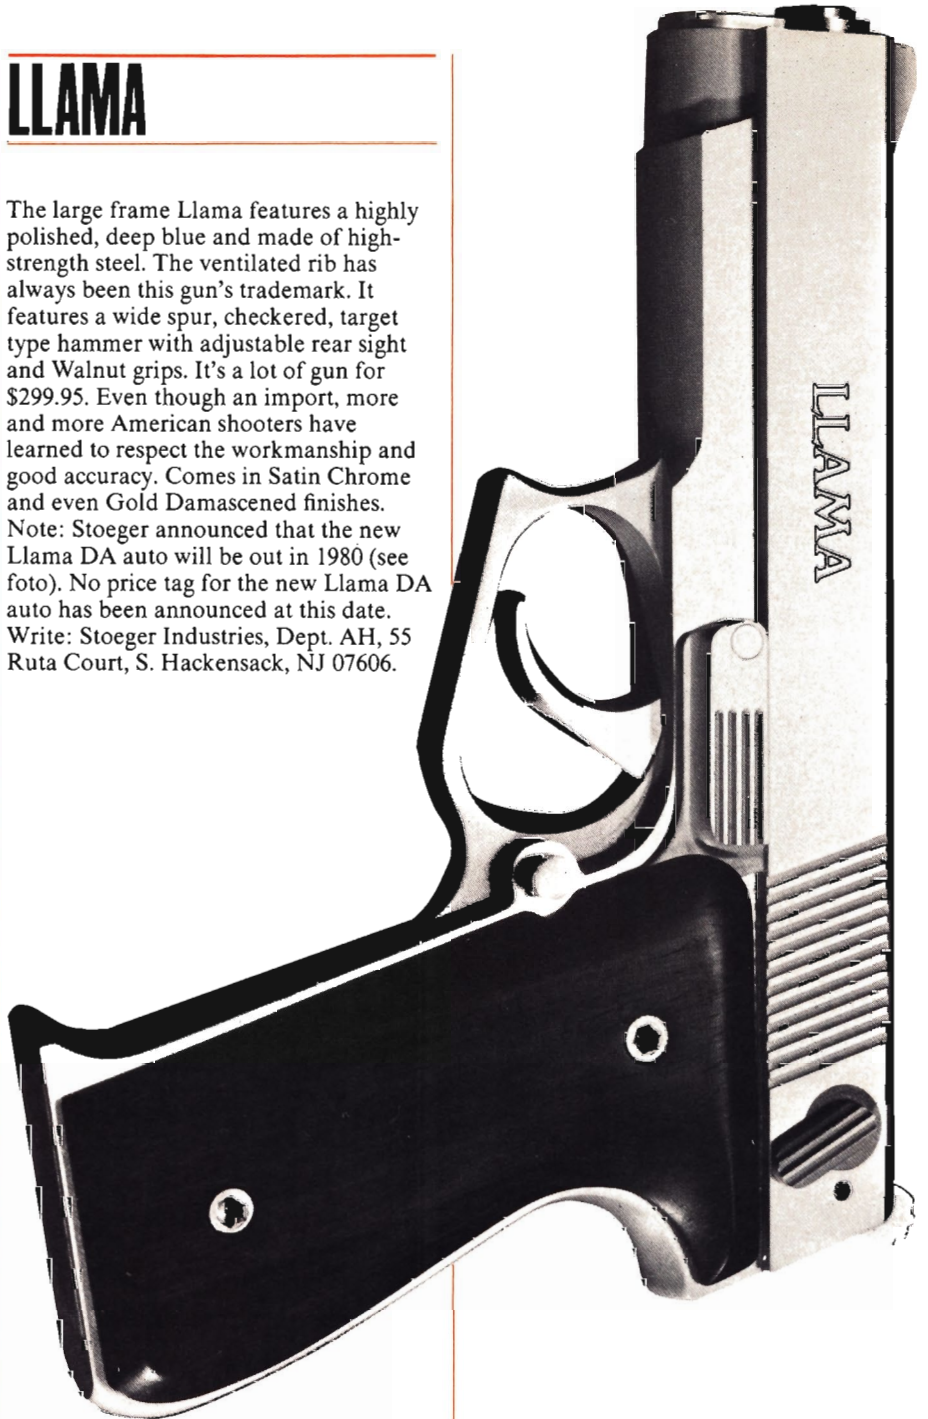 LLAMA
The large frame Llama features a highly
polished, deep blue and made of high-
strength steel. The ventilated rib has
always been this gun's trademark. It
features a wide spur, checkered, target
type hammer with adjustable rear sight
and Walnut grips. It's a lot of gun for
$299.95. Even though an import, more
and more American shooters have
learned to respect the workmanship and
good accuracy. Comes in Satin Chrome
and even Gold Damascened finishes.
Note: Stoeger announced that the new
Llama DA auto will be out in 1980 (see
foto). No price tag for the new Llama DA
auto has been announced at this date.
Write: Stoeger Industries, Dept. AH, 55
Ruta Court, S. Hackensack, NJ 07606.
LLAMA